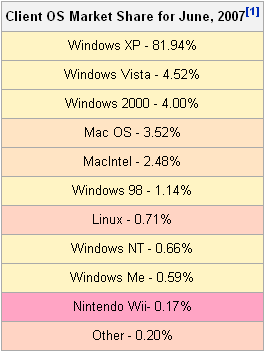 Client OS Market Share for June, 2007[1]
Windows XP - 81.94%
Windows Vista - 4.52%
Windows 2000 - 4.00%
Mac OS - 3.52%
MacIntel - 2.48%
Windows 98 - 1.14%
Linux - 0.71%
Windows NT - 0.66%
Windows Me - 0.59%
Nintendo Wii- 0.17%
Other - 0.20%